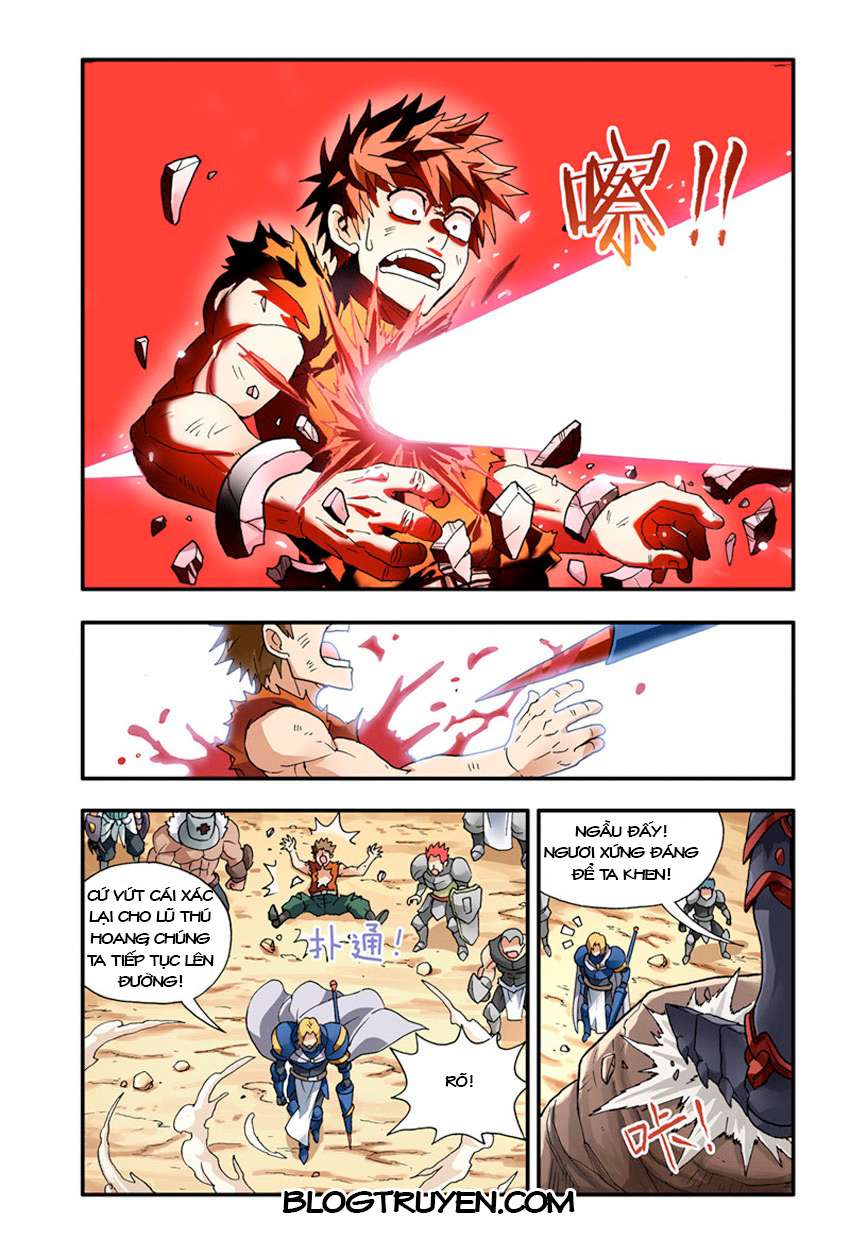 嚓!!
CỨ VỨT CÁI XÁC
LẠI CHO LŨ THÚ
HOANG, CHÚNG
TA TIẾP TỤC LÊN
ĐƯỜNG!
扑通!
RÕ!
NGẦU ĐẤY!
NGƯƠI XỨNG ĐÁNG
ĐỂ TA KHEN!
咔!
BLOGTRUYEN.COM